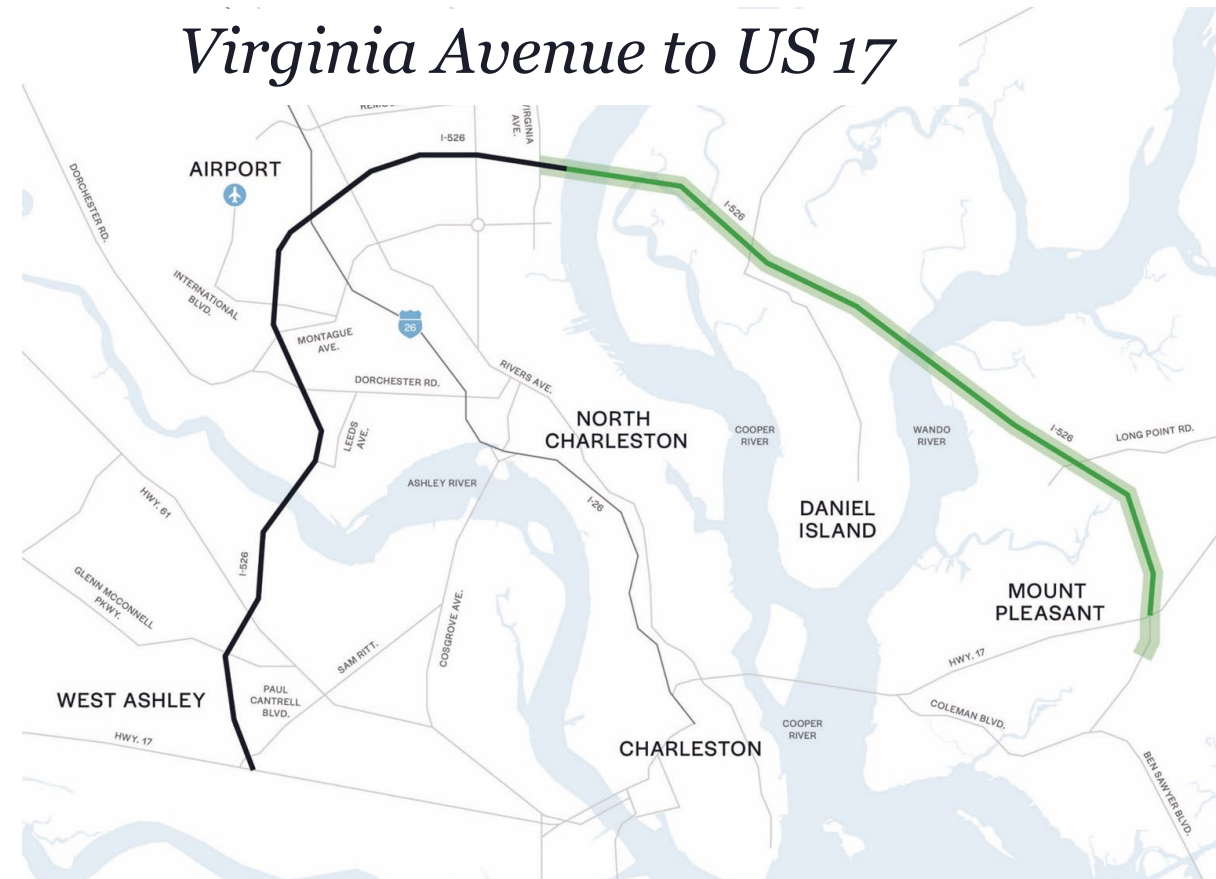 Virginia Avenue to US 17
VIRGINIA
AVE.
I-526
AIRPORT
DORCHESTER RD.
I-526
INTERNATIONAL
BLVD.
26
MONTAGUE
AVE.
DORCHESTER RD.
RIVERS AVE.
LEEDS
AVE.
NORTH
CHARLESTON
COOPER
RIVER
WANDO
RIVER
I-526
LONG POINT RD.
ASHLEY RIVER
HWY. 61
I-26
DANIEL
ISLAND
I-526
GLENN MCCONNELL
PKWY.
MOUNT
PLEASANT
COSGROVE AVE.
SAM RITT.
HWY. 17
WEST ASHLEY
PAUL
CANTRELL
BLVD.
COLEMAN BLVD.
HWY. 17
CHARLESTON
COOPER
RIVER
BEN SAWYER BLVD.